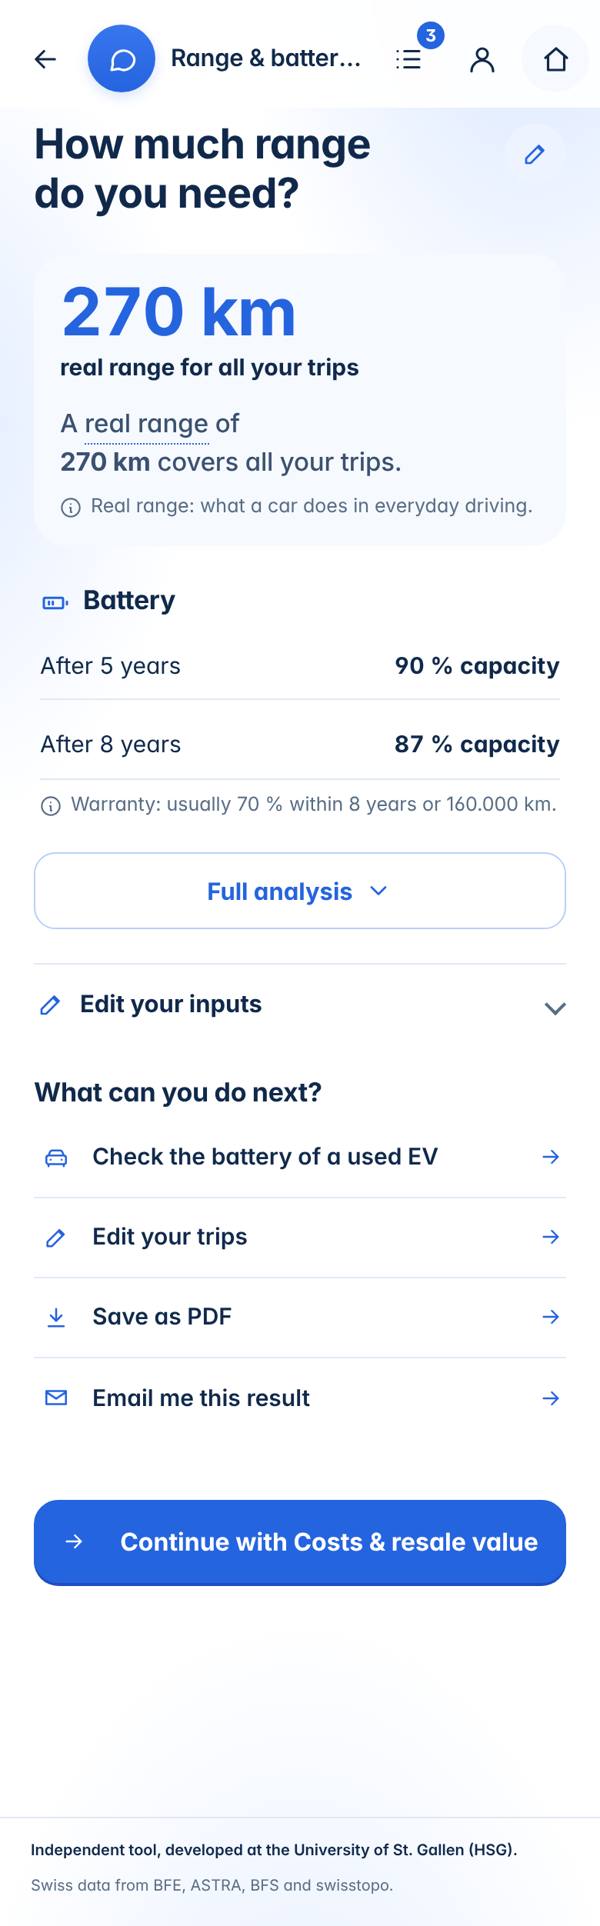 Range & batter...
3
How much range
do you need?
270 km
real range for all your trips
A real range of
270 km covers all your trips.
Real range: what a car does in everyday driving.
Battery
After 5 years 90 % capacity
After 8 years 87 % capacity
Warranty: usually 70 % within 8 years or 160.000 km.
Full analysis
Edit your inputs
What can you do next?
Check the battery of a used EV
Edit your trips
Save as PDF
Email me this result
Continue with Costs & resale value
Independent tool, developed at the University of St. Gallen (HSG).
Swiss data from BFE, ASTRA, BFS and swisstopo.